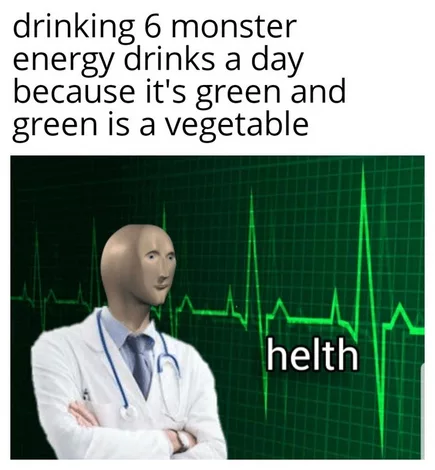 drinking 6 monster
energy drinks a day
because it's green and
green is a vegetable
helth